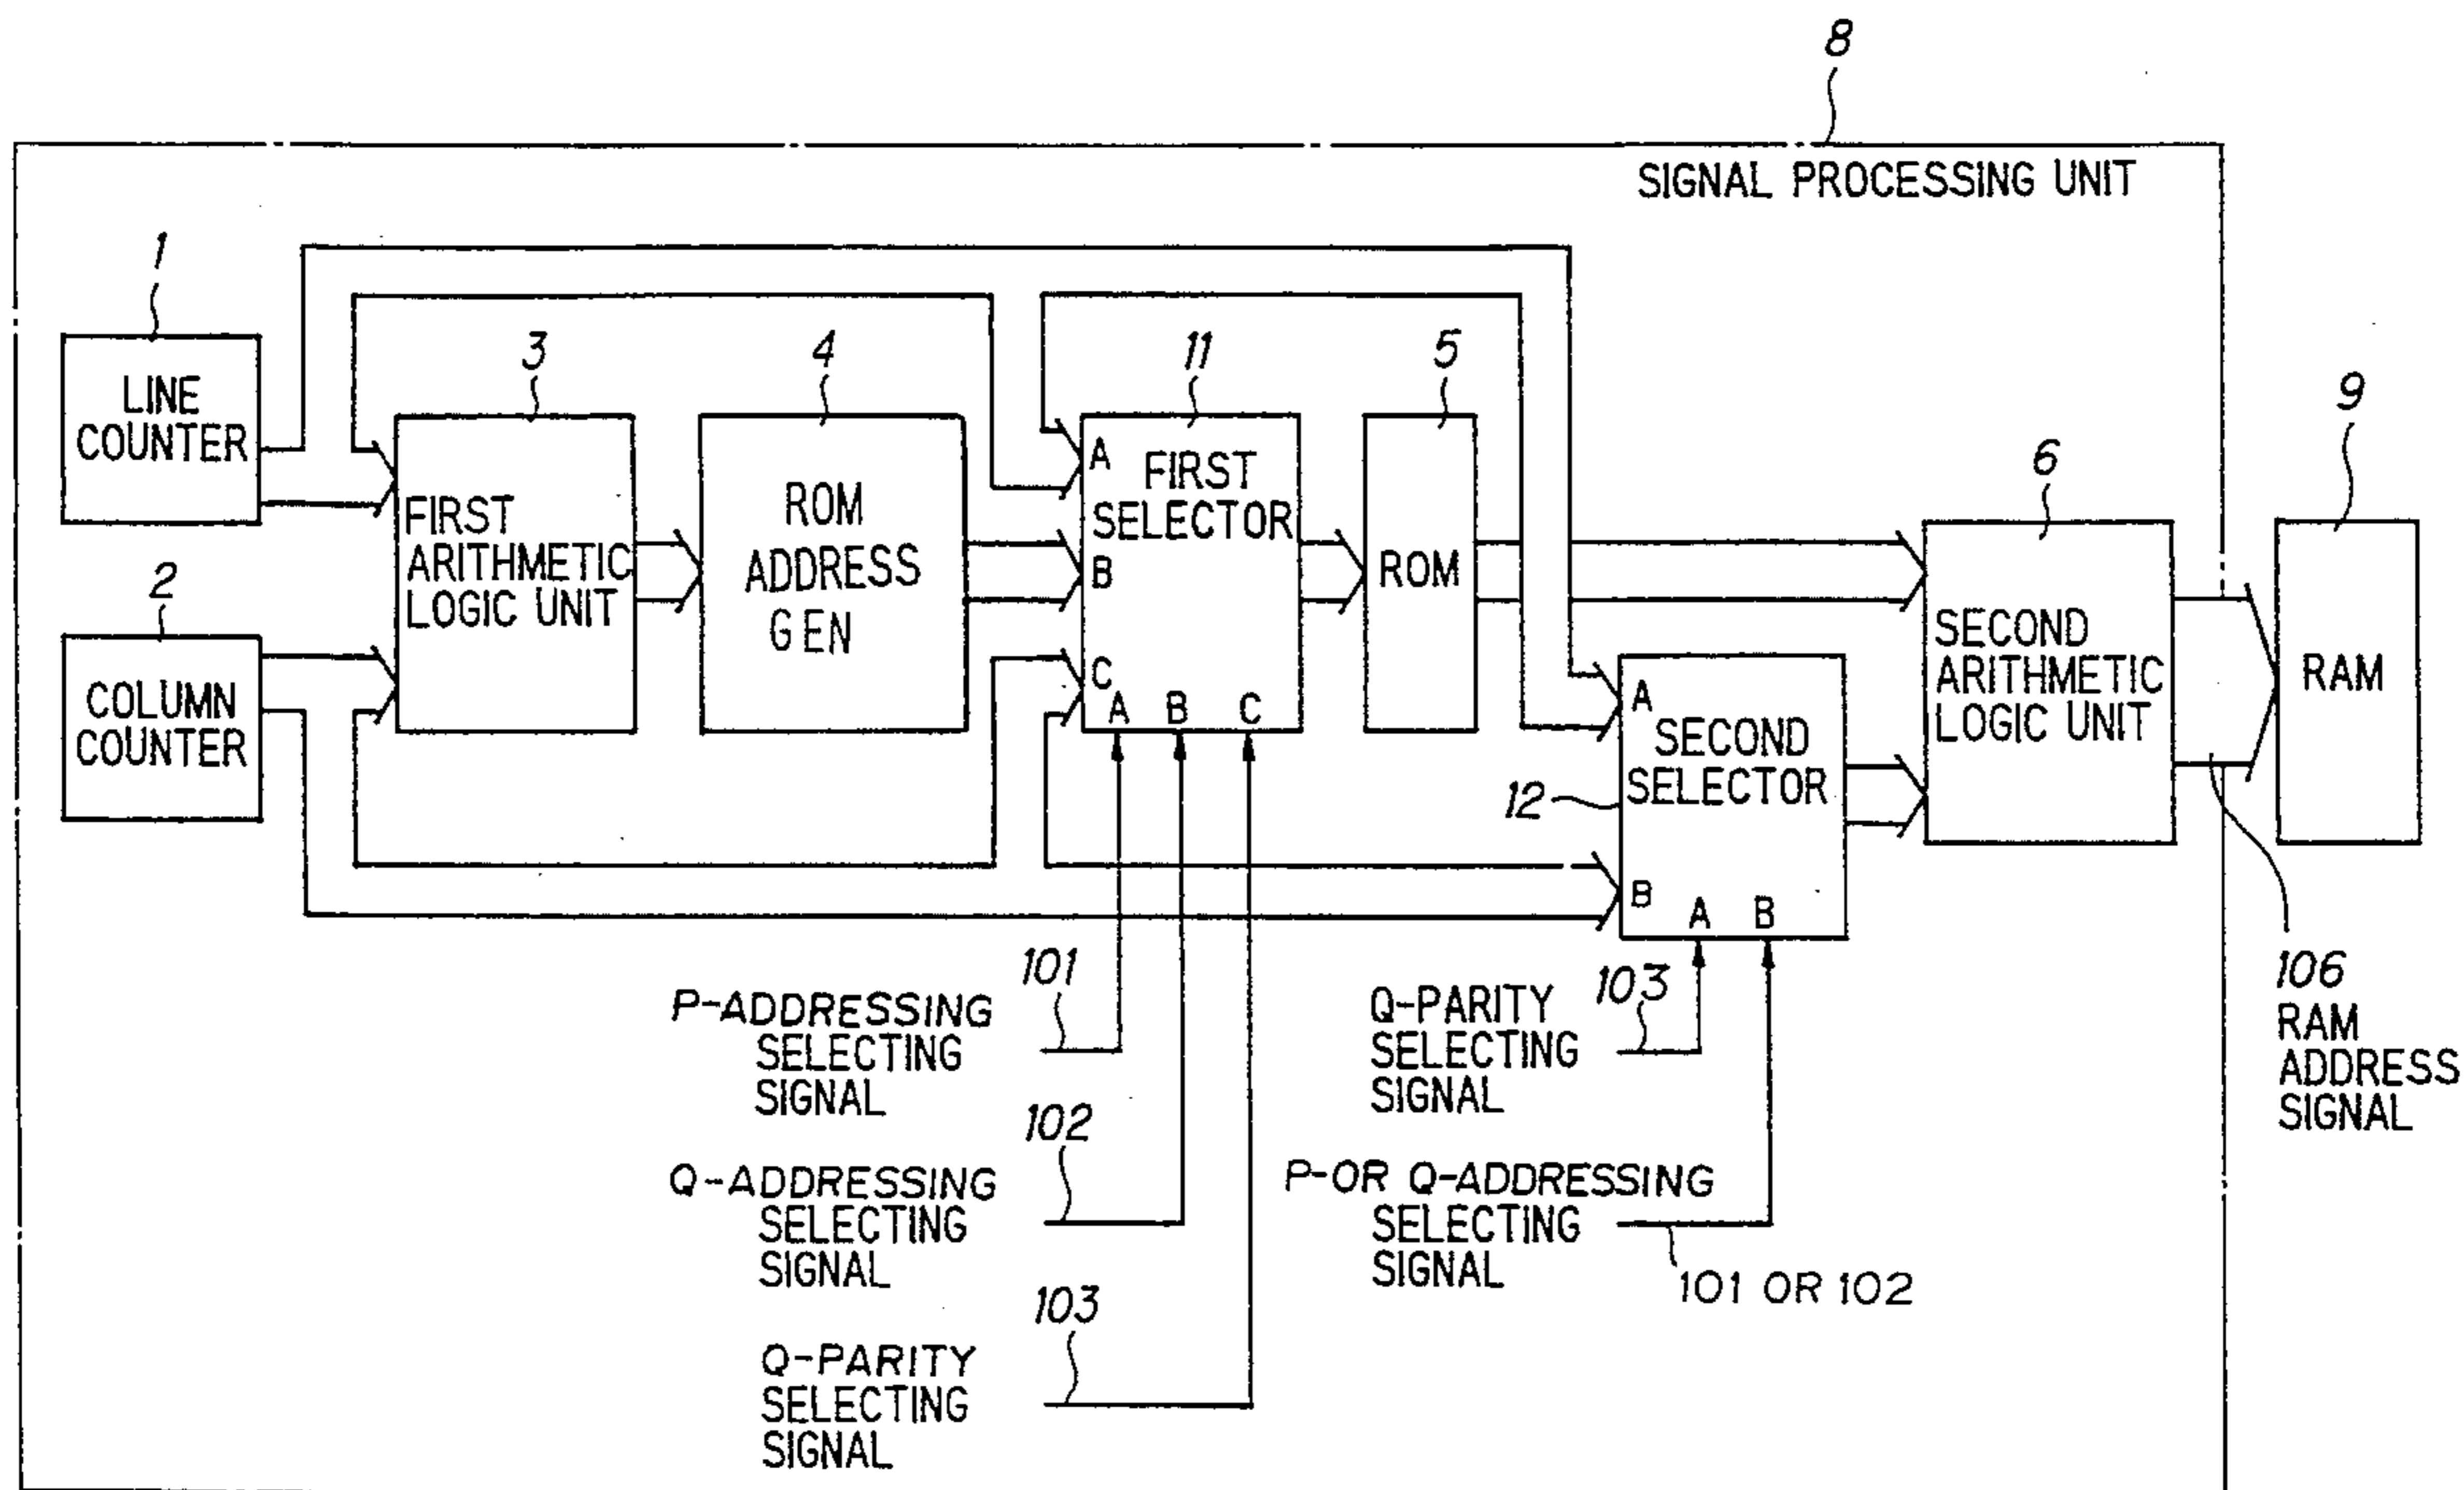 8
SIGNAL PROCESSING UNIT
1
LINE
COUNTER
2
COLUMN
COUNTER
3
FIRST
ARITHMETIC
LOGIC UNIT
4
ROM
ADDRESS
GEN
11
A
FIRST
SELECTOR
B
C
A B C
5
ROM
12
A
SECOND
SELECTOR
B
A B
6
SECOND
ARITHMETIC
LOGIC UNIT
9
RAM
106
RAM
ADDRESS
SIGNAL
101
P-ADDRESSING
SELECTING
SIGNAL
102
Q-ADDRESSING
SELECTING
SIGNAL
103
Q-PARITY
SELECTING
SIGNAL
103
Q-PARITY
SELECTING
SIGNAL
P-OR Q-ADDRESSING
SELECTING
SIGNAL
101 OR 102